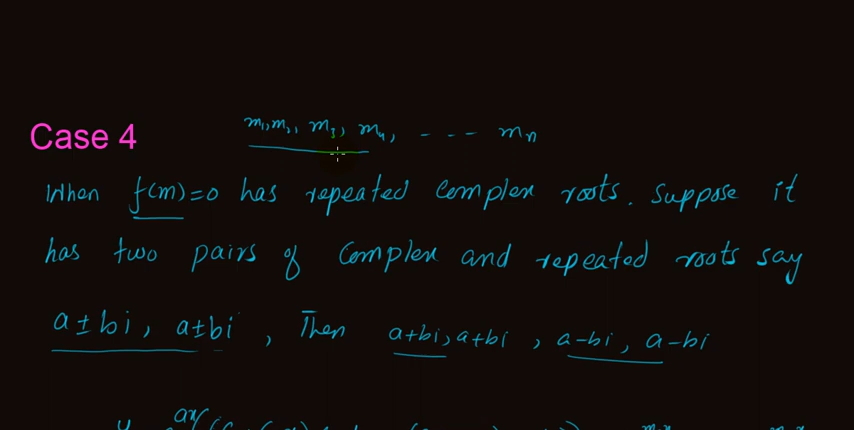 m₁, m₂, m₃, m₄, - - - mₙ
Case 4
When f(m)=0 has repeated complex roots. Suppose it
has two pairs of Complex and repeated roots say
a±bi, a±bi , Then a+bi, a+bi , a-bi, a-bi